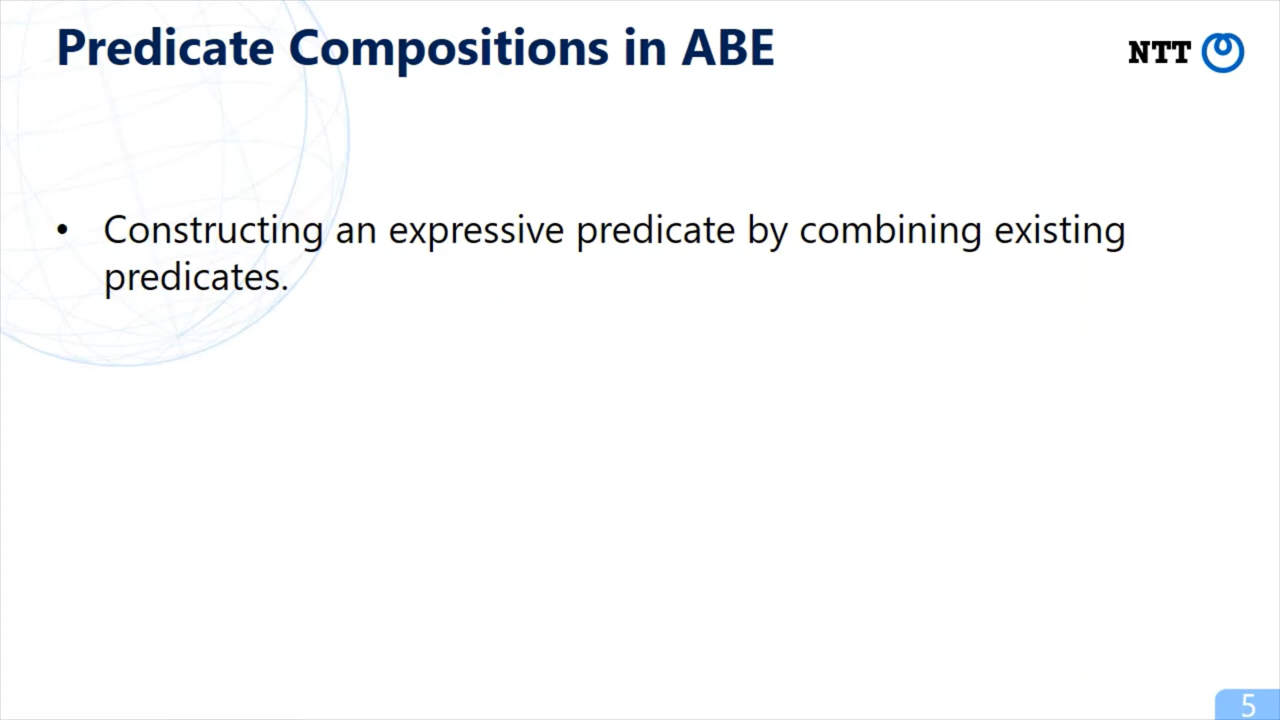 Predicate Compositions in ABE
NTT
• Constructing an expressive predicate by combining existing
predicates.
5